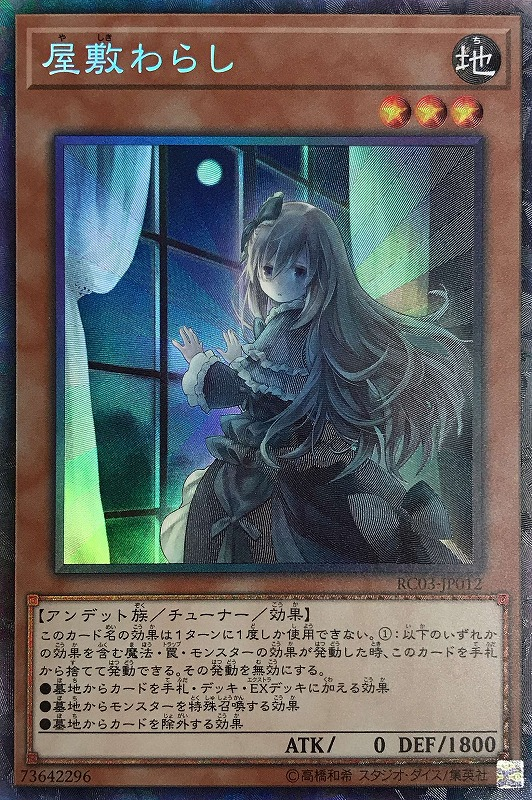 屋敷わらし
地
RC03-JP012
【アンデット族／チューナー／効果】
このカード名の効果は１ターンに１度しか使用できない。①：以下のいずれか
の効果を含む魔法・罠・モンスターの効果が発動した時、このカードを手札
から捨てて発動できる。その発動を無効にする。
●墓地からカードを手札・デッキ・EXデッキに加える効果
●墓地からモンスターを特殊召喚する効果
●墓地からカードを除外する効果
ATK/ 0 DEF/1800
73642296 ©高橋和希 スタジオ・ダイス/集英社